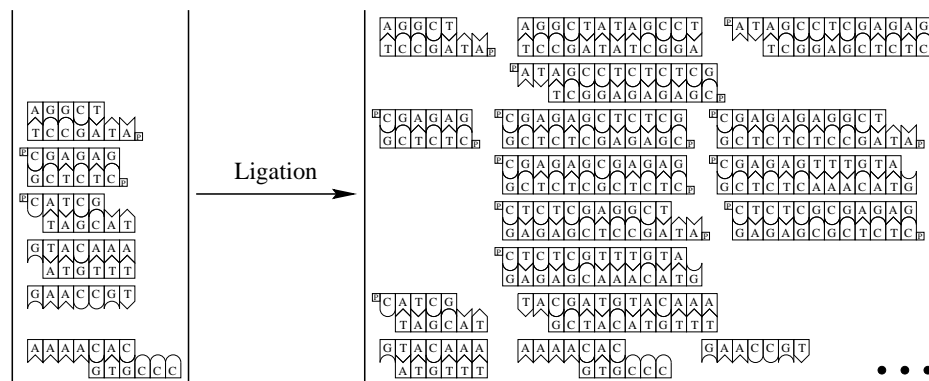 AGGCT
TCCGATA P
P CGAGAG
GCTCTC P
P CATCG
TAGCAT
GTACAAA
ATGTTT
GAACCGT
AAAACAC
GTGCCC
Ligation
AGGCT AGGCTATAGCCT P ATAGCCTCGAGAG
TCCGATA P TCCGATATCGGA TCGGAGCTCTC
P ATAGCCTCTCTCG
TCGGAGAGAGC P
P CGAGAG P CGAGAGCTCTCG P CGAGAGAGGCT
GCTCTC P GCTCTCGAGAGC P GCTCTCTCCGATA P
P CGAGAGCGAGAG P CGAGAGTTTGTA
GCTCTCGCTCTC P GCTCTCAAACATG
P CTCTCGAGGCT P CTCTCGCGAGAG
GAGAGCTCCGATA P GAGAGCGCTCTC P
P CTCTCGTTTGTA
GAGAGCAAACATG
P CATCG TACGATGTACAAA
TAGCAT GCTACATGTTT
GTACAAA AAAACAC GAACCGT
ATGTTT GTGCCC